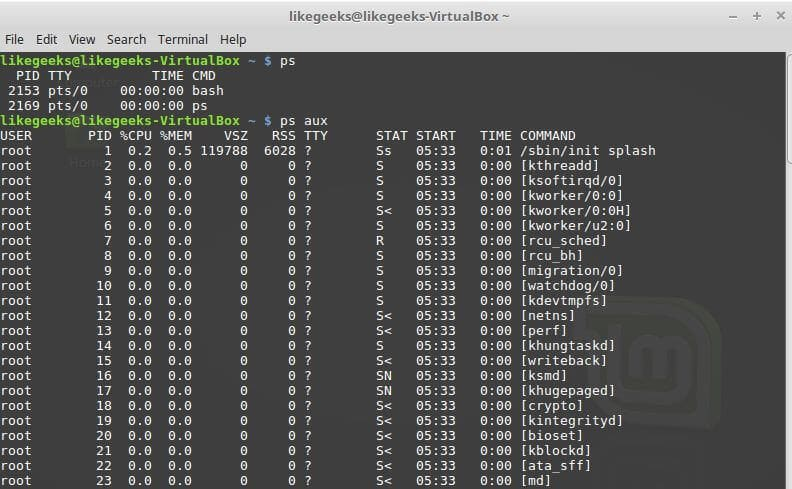 likegeeks@likegeeks-VirtualBox ~
File Edit View Search Terminal Help
likegeeks@likegeeks-VirtualBox ~ $ ps
  PID TTY          TIME CMD
 2153 pts/0    00:00:00 bash
 2169 pts/0    00:00:00 ps
likegeeks@likegeeks-VirtualBox ~ $ ps aux
USER       PID %CPU %MEM    VSZ   RSS TTY      STAT START   TIME COMMAND
root         1  0.2  0.5 119788  6028 ?        Ss   05:33   0:01 /sbin/init splash
root         2  0.0  0.0      0     0 ?        S    05:33   0:00 [kthreadd]
root         3  0.0  0.0      0     0 ?        S    05:33   0:00 [ksoftirqd/0]
root         4  0.0  0.0      0     0 ?        S    05:33   0:00 [kworker/0:0]
root         5  0.0  0.0      0     0 ?        S<   05:33   0:00 [kworker/0:0H]
root         6  0.0  0.0      0     0 ?        S    05:33   0:00 [kworker/u2:0]
root         7  0.0  0.0      0     0 ?        R    05:33   0:00 [rcu_sched]
root         8  0.0  0.0      0     0 ?        S    05:33   0:00 [rcu_bh]
root         9  0.0  0.0      0     0 ?        S    05:33   0:00 [migration/0]
root        10  0.0  0.0      0     0 ?        S    05:33   0:00 [watchdog/0]
root        11  0.0  0.0      0     0 ?        S    05:33   0:00 [kdevtmpfs]
root        12  0.0  0.0      0     0 ?        S<   05:33   0:00 [netns]
root        13  0.0  0.0      0     0 ?        S<   05:33   0:00 [perf]
root        14  0.0  0.0      0     0 ?        S    05:33   0:00 [khungtaskd]
root        15  0.0  0.0      0     0 ?        S<   05:33   0:00 [writeback]
root        16  0.0  0.0      0     0 ?        SN   05:33   0:00 [ksmd]
root        17  0.0  0.0      0     0 ?        SN   05:33   0:00 [khugepaged]
root        18  0.0  0.0      0     0 ?        S<   05:33   0:00 [crypto]
root        19  0.0  0.0      0     0 ?        S<   05:33   0:00 [kintegrityd]
root        20  0.0  0.0      0     0 ?        S<   05:33   0:00 [bioset]
root        21  0.0  0.0      0     0 ?        S<   05:33   0:00 [kblockd]
root        22  0.0  0.0      0     0 ?        S<   05:33   0:00 [ata_sff]
root        23  0.0  0.0      0     0 ?        S<   05:33   0:00 [md]